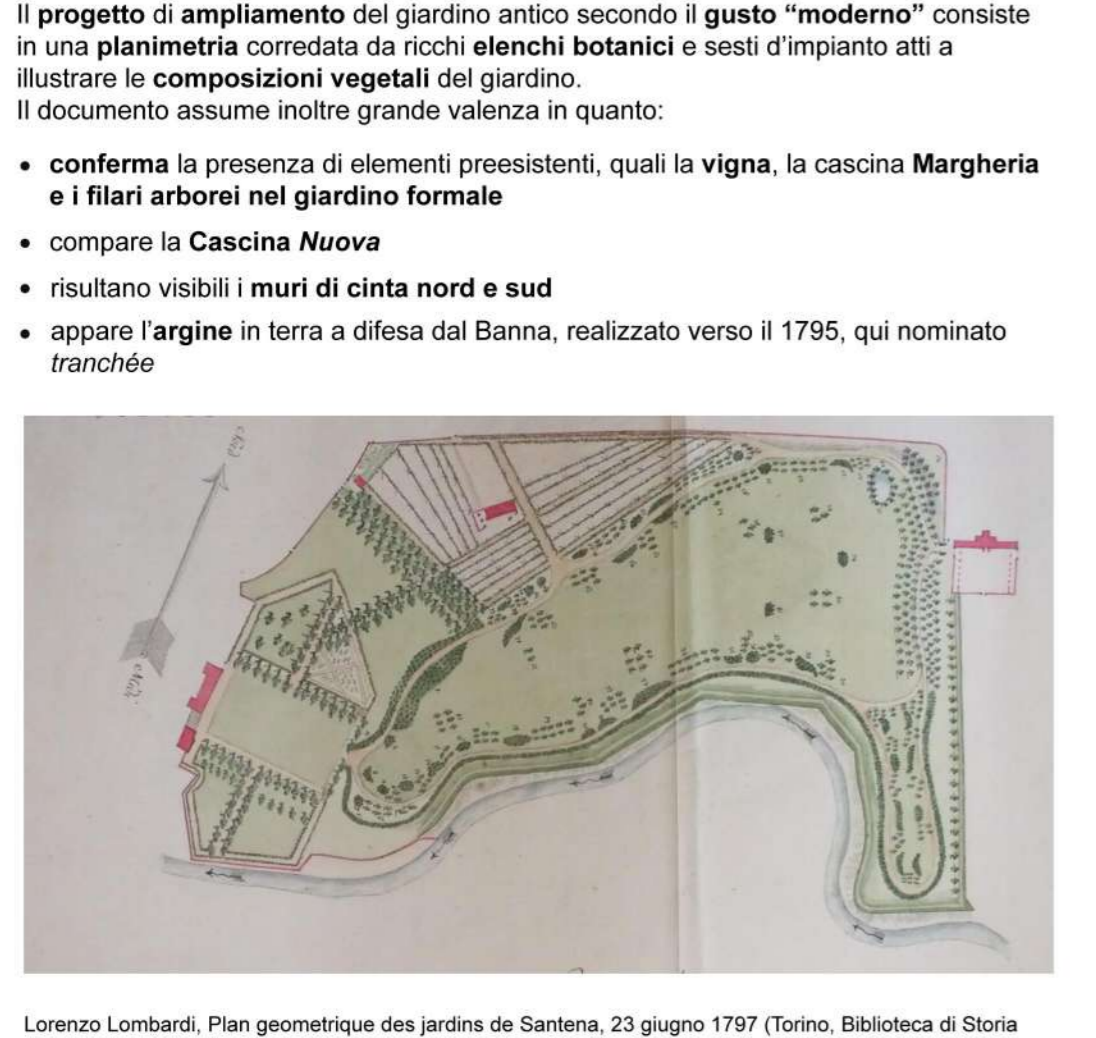 Il progetto di ampliamento del giardino antico secondo il gusto “moderno” consiste
in una planimetria corredata da ricchi elenchi botanici e sesti d’impianto atti a
illustrare le composizioni vegetali del giardino.
Il documento assume inoltre grande valenza in quanto:
• conferma la presenza di elementi preesistenti, quali la vigna, la cascina Margheria
e i filari arborei nel giardino formale
• compare la Cascina Nuova
• risultano visibili i muri di cinta nord e sud
• appare l’argine in terra a difesa dal Banna, realizzato verso il 1795, qui nominato
tranchée
Lorenzo Lombardi, Plan geometrique des jardins de Santena, 23 giugno 1797 (Torino, Biblioteca di Storia